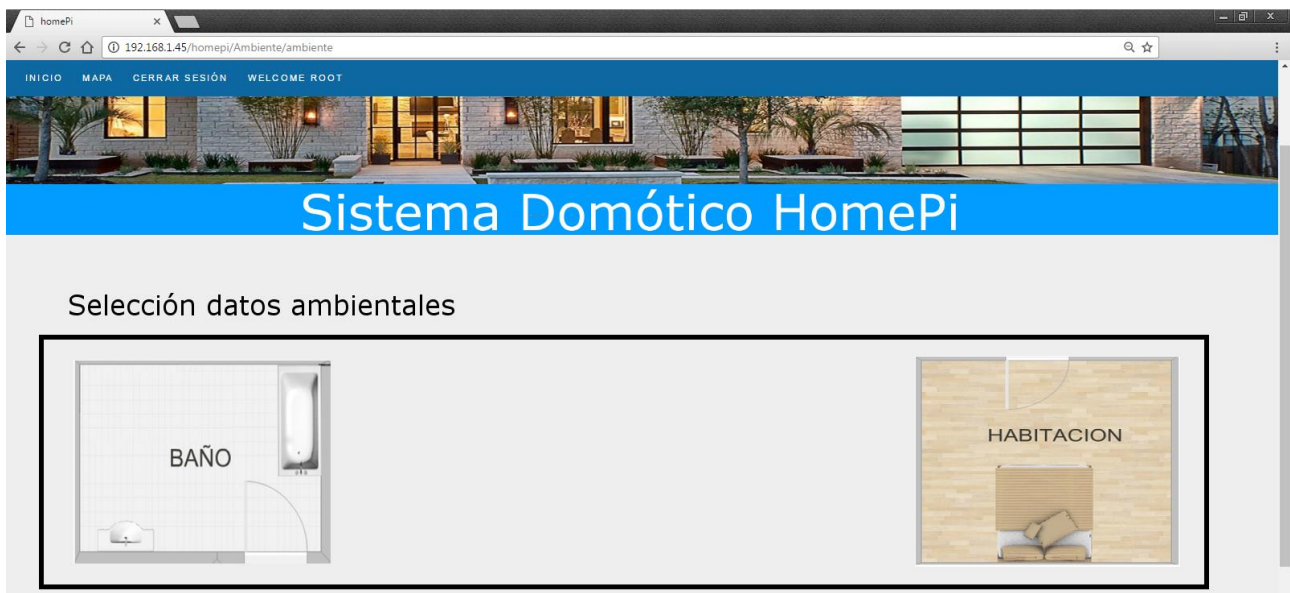 homePi
192.168.1.45/homepi/Ambiente/ambiente
INICIO MAPA CERRAR SESIÓN WELCOME ROOT
Sistema Domótico HomePi
Selección datos ambientales
BAÑO
HABITACION